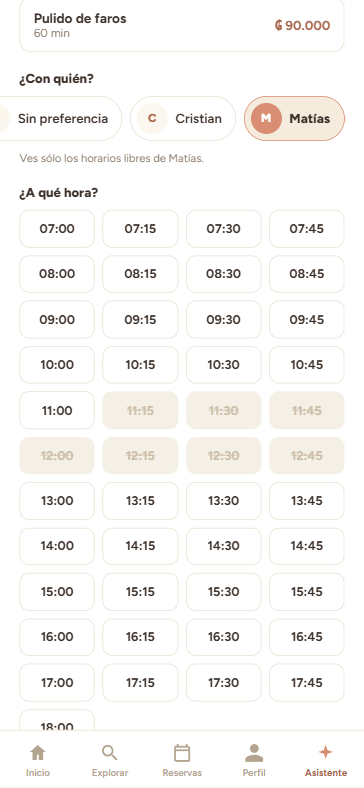 Pulido de faros
60 min
₲ 90.000
¿Con quién?
Sin preferencia
C Cristian
M Matías
Ves sólo los horarios libres de Matías.
¿A qué hora?
07:00 07:15 07:30 07:45
08:00 08:15 08:30 08:45
09:00 09:15 09:30 09:45
10:00 10:15 10:30 10:45
11:00 11:15 11:30 11:45
12:00 12:15 12:30 12:45
13:00 13:15 13:30 13:45
14:00 14:15 14:30 14:45
15:00 15:15 15:30 15:45
16:00 16:15 16:30 16:45
17:00 17:15 17:30 17:45
18:00
Inicio Explorar Reservas Perfil Asistente